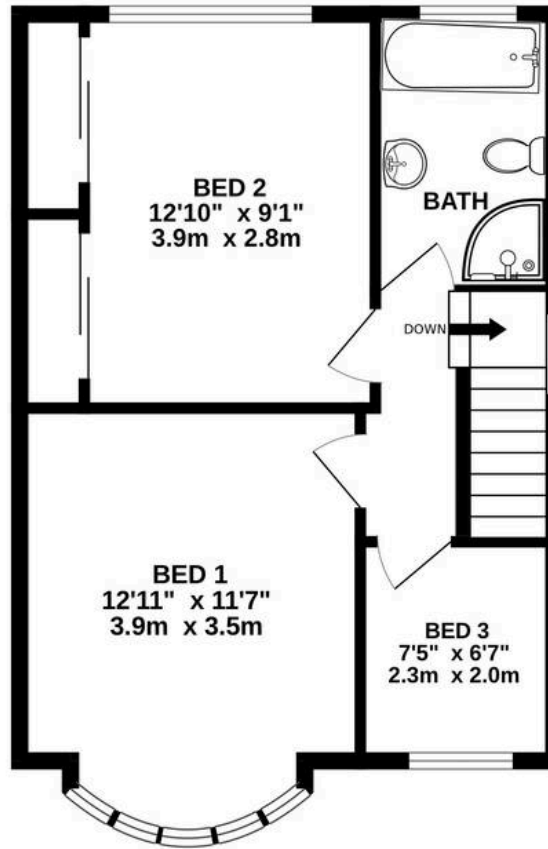 BED 2
12'10" x 9'1"
3.9m x 2.8m
BATH
DOWN
BED 1
12'11" x 11'7"
3.9m x 3.5m
BED 3
7'5" x 6'7"
2.3m x 2.0m